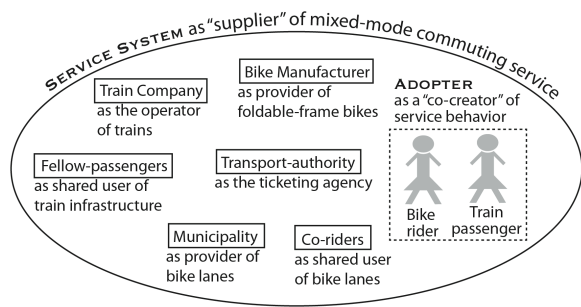 SERVICE SYSTEM as "supplier" of mixed-mode commuting service
Train Company
as the operator
of trains
Bike Manufacturer
as provider of
foldable-frame bikes
ADOPTER
as a "co-creator" of
service behavior
Fellow-passengers
as shared user of
train infrastructure
Transport-authority
as the ticketing agency
Bike
rider
Train
passenger
Municipality
as provider of
bike lanes
Co-riders
as shared user
of bike lanes